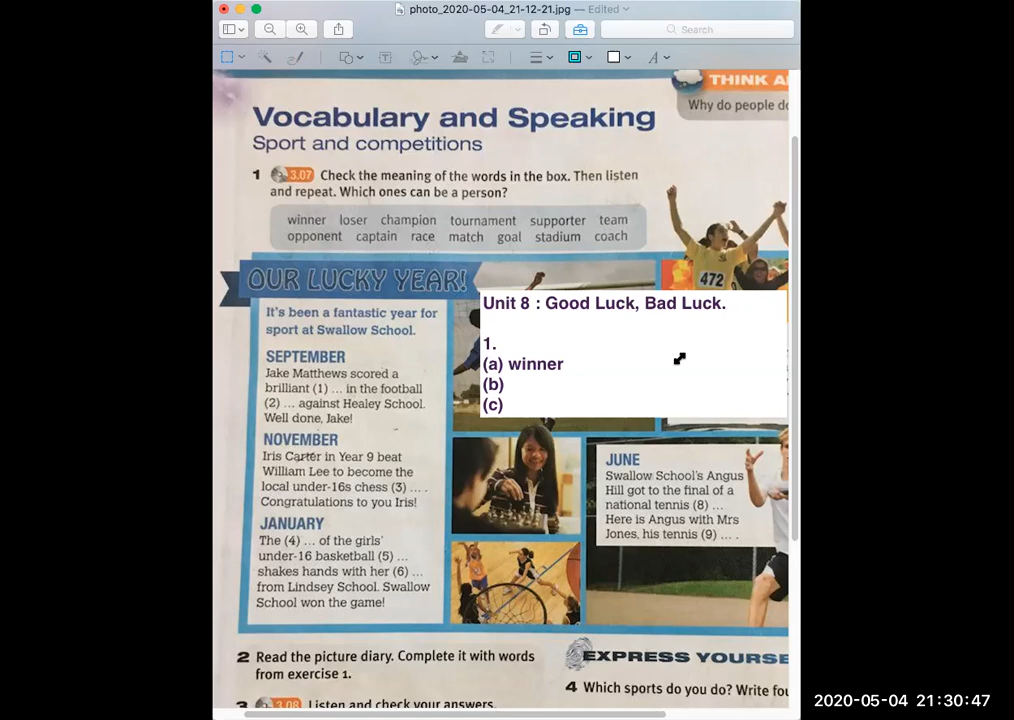 photo_2020-05-04_21-12-21.jpg — Edited
Search
THINK A
Why do people d
Vocabulary and Speaking
Sport and competitions
1 3.07 Check the meaning of the words in the box. Then listen
and repeat. Which ones can be a person?
winner loser champion tournament supporter team
opponent captain race match goal stadium coach
OUR LUCKY YEAR!
It's been a fantastic year for
sport at Swallow School.
SEPTEMBER
Jake Matthews scored a
brilliant (1) ... in the football
(2) ... against Healey School.
Well done, Jake!
NOVEMBER
Iris Carter in Year 9 beat
William Lee to become the
local under-16s chess (3) ... .
Congratulations to you Iris!
JANUARY
The (4) ... of the girls'
under-16 basketball (5) ...
shakes hands with her (6) ...
from Lindsey School. Swallow
School won the game!
472
Unit 8 : Good Luck, Bad Luck.
1.
(a) winner
(b)
(c)
JUNE
Swallow School's Angus
Hill got to the final of a
national tennis (8) ...
Here is Angus with Mrs
Jones, his tennis (9) ... .
2 Read the picture diary. Complete it with words
from exercise 1.
3 3.08 Listen and check your answers.
EXPRESS YOURSE
4 Which sports do you do? Write fou
2020-05-04 21:30:47